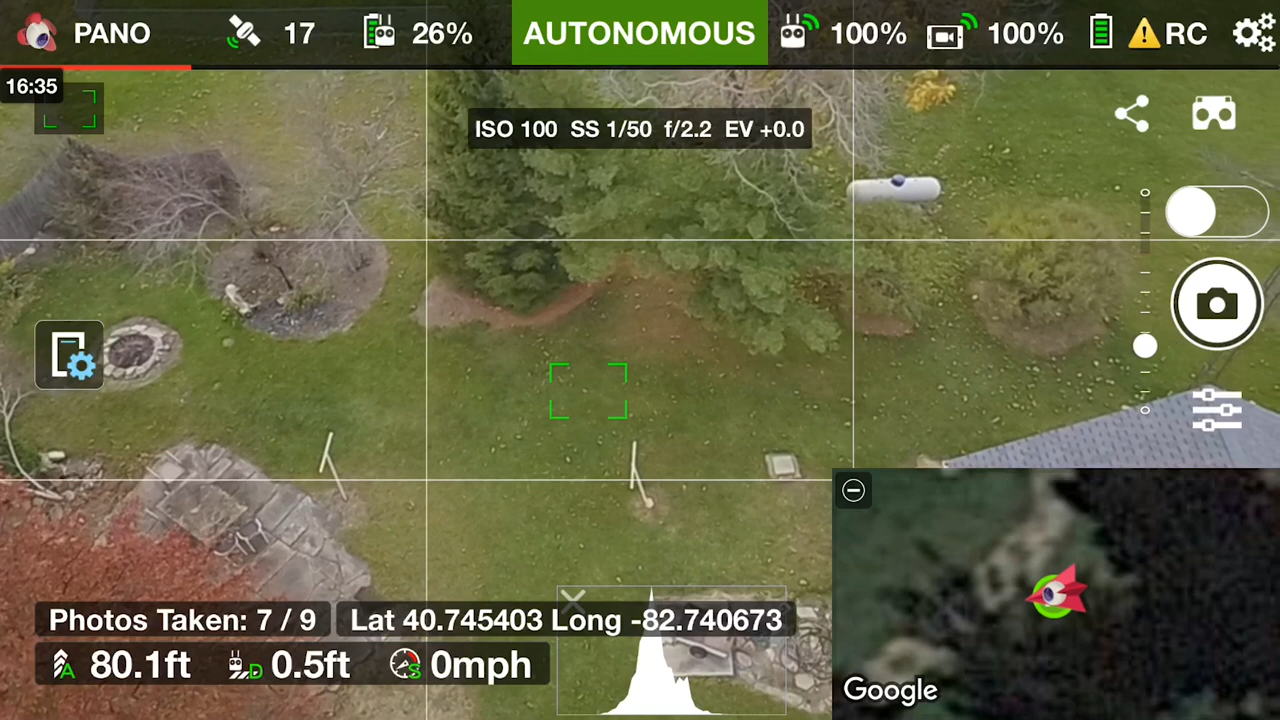 PANO 17 26% AUTONOMOUS 100% 100% RC
16:35
ISO 100 SS 1/50 f/2.2 EV +0.0
Photos Taken: 7 / 9 Lat 40.745403 Long -82.740673
A 80.1ft D 0.5ft S 0mph
Google